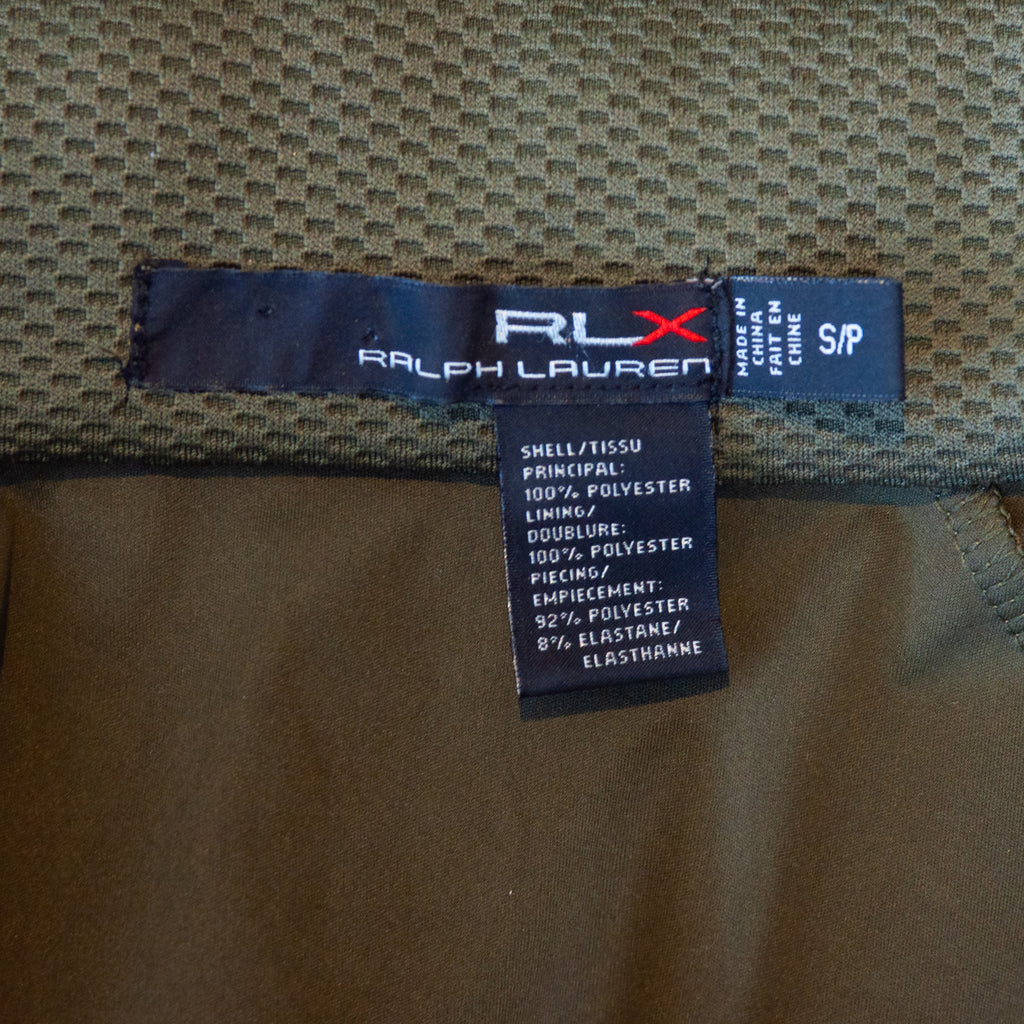 RLX
RALPH LAUREN
MADE IN
CHINA
FAIT EN
CHINE
S/P
SHELL/TISSU
PRINCIPAL:
100% POLYESTER
LINING/
DOUBLURE:
100% POLYESTER
PIECING/
EMPIECEMENT:
92% POLYESTER
8% ELASTANE/
ELASTHANNE